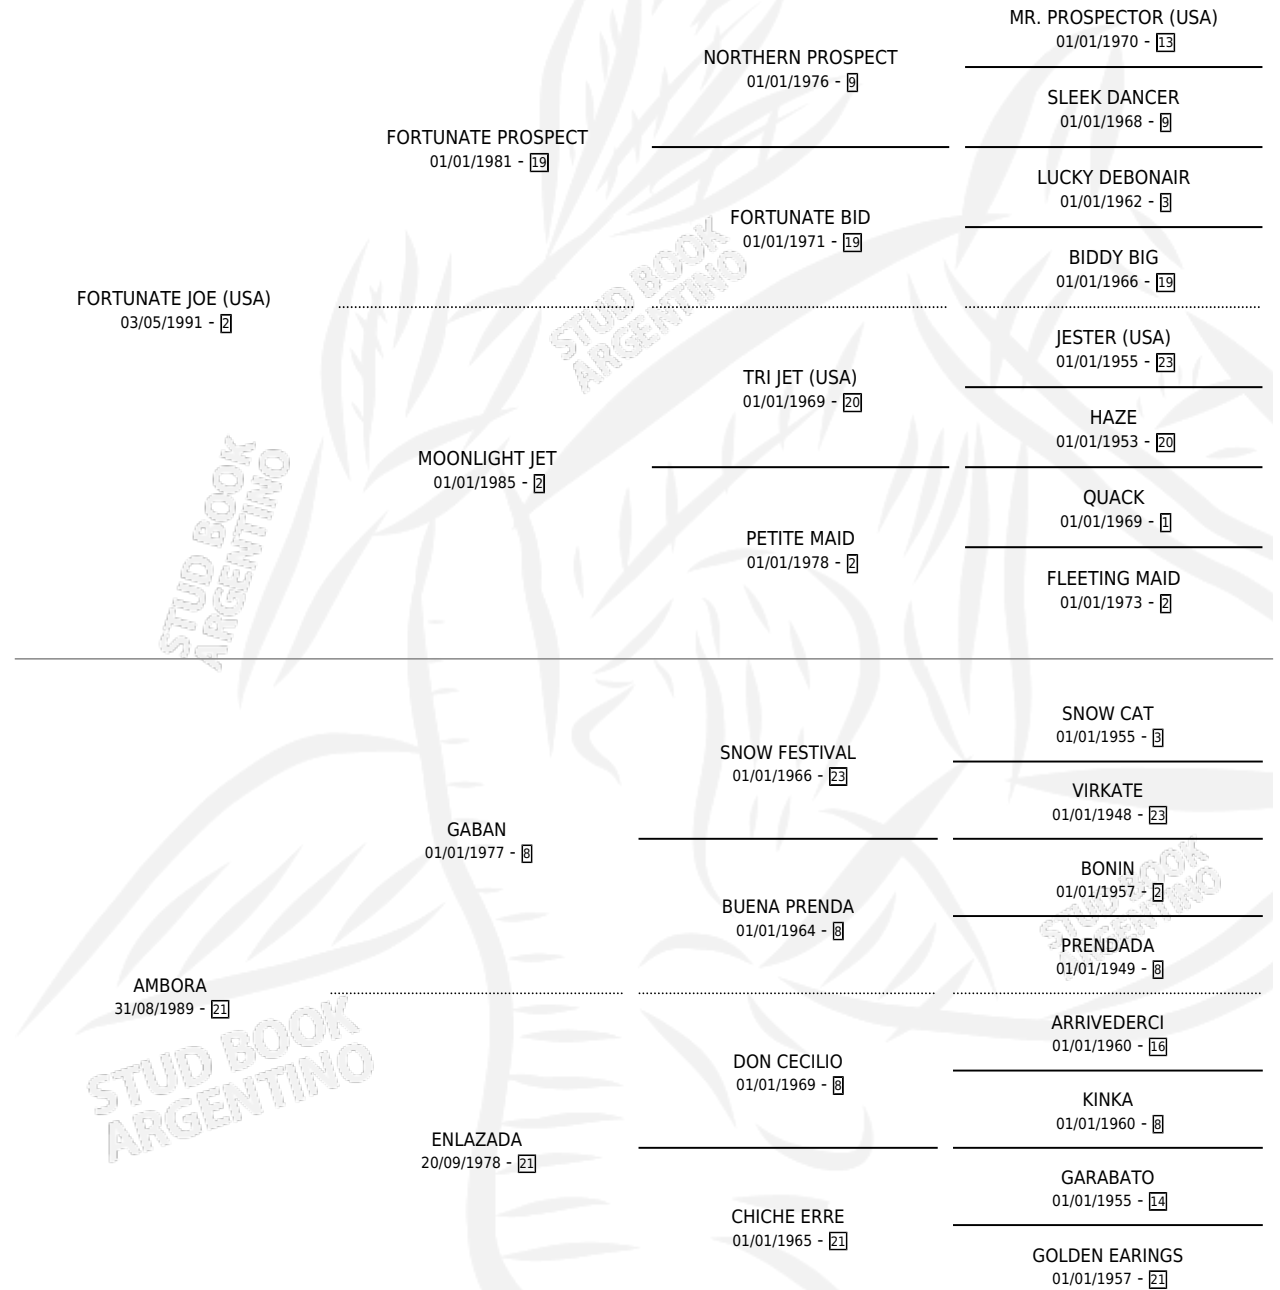 MR. PROSPECTOR (USA)
01/01/1970 - 13
NORTHERN PROSPECT
01/01/1976 - 9
SLEEK DANCER
01/01/1968 - 9
FORTUNATE PROSPECT
01/01/1981 - 19
LUCKY DEBONAIR
01/01/1962 - 3
FORTUNATE BID
01/01/1971 - 19
BIDDY BIG
01/01/1966 - 19
STUD BOOK
ARGENTINO
FORTUNATE JOE (USA)
03/05/1991 - 2
JESTER (USA)
01/01/1955 - 23
TRI JET (USA)
01/01/1969 - 20
HAZE
01/01/1953 - 20
MOONLIGHT JET
01/01/1985 - 2
QUACK
01/01/1969 - 1
PETITE MAID
01/01/1978 - 2
FLEETING MAID
01/01/1973 - 2
STUD BOOK
ARGENTINO
SNOW CAT
01/01/1955 - 3
SNOW FESTIVAL
01/01/1966 - 23
VIRKATE
01/01/1948 - 23
GABAN
01/01/1977 - 8
BONIN
01/01/1957 - 2
BUENA PRENDA
01/01/1964 - 8
PRENDADA
01/01/1949 - 8
STUD BOOK
ARGENTINO
AMBORA
31/08/1989 - 21
ARRIVEDERCI
01/01/1960 - 16
DON CECILIO
01/01/1969 - 8
KINKA
01/01/1960 - 8
STUD BOOK
ARGENTINO
ENLAZADA
20/09/1978 - 21
GARABATO
01/01/1955 - 14
CHICHE ERRE
01/01/1965 - 21
GOLDEN EARINGS
01/01/1957 - 21